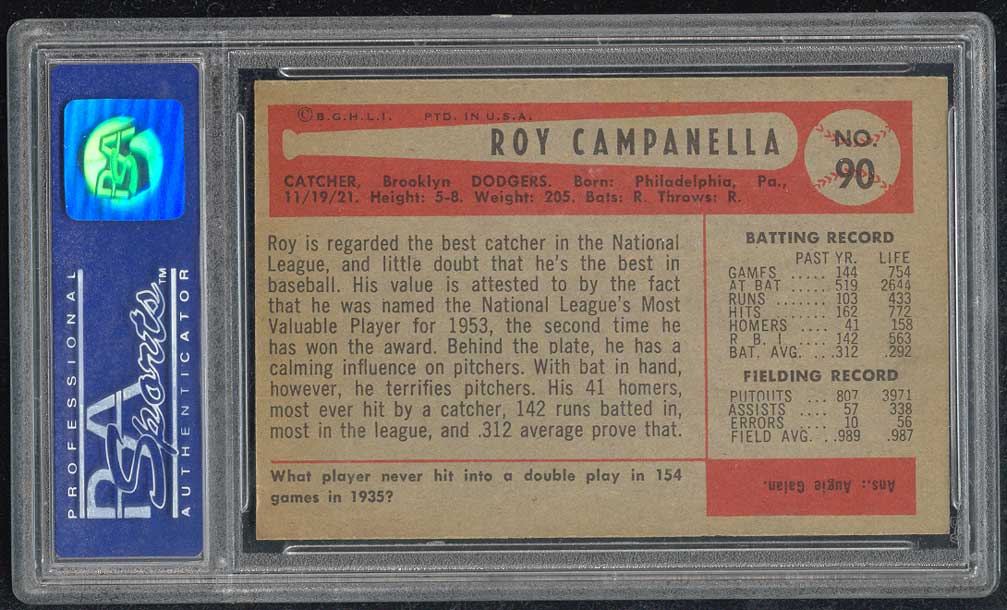 PSA
PROFESSIONAL
PSA
Sports™
AUTHENTICATOR
©B.G.H.L.I. PTD. IN U.S.A.
ROY CAMPANELLA
NO.
90
CATCHER, Brooklyn DODGERS. Born: Philadelphia, Pa.,
11/19/21. Height: 5-8. Weight: 205. Bats: R. Throws: R.
Roy is regarded the best catcher in the National
League, and little doubt that he's the best in
baseball. His value is attested to by the fact
that he was named the National League's Most
Valuable Player for 1953, the second time he
has won the award. Behind the plate, he has a
calming influence on pitchers. With bat in hand,
however, he terrifies pitchers. His 41 homers,
most ever hit by a catcher, 142 runs batted in,
most in the league, and .312 average prove that.
BATTING RECORD
PAST YR. LIFE
GAMES ..... 144 754
AT BAT ..... 519 2644
RUNS ....... 103 433
HITS ....... 162 772
HOMERS .... 41 158
R. B. I. .... 142 563
BAT. AVG. ... .312 .292
FIELDING RECORD
PUTOUTS ... 807 3971
ASSISTS .... 57 338
ERRORS .... 10 56
FIELD AVG. . .989 .987
What player never hit into a double play in 154
games in 1935?
Ans.: Augie Galan.